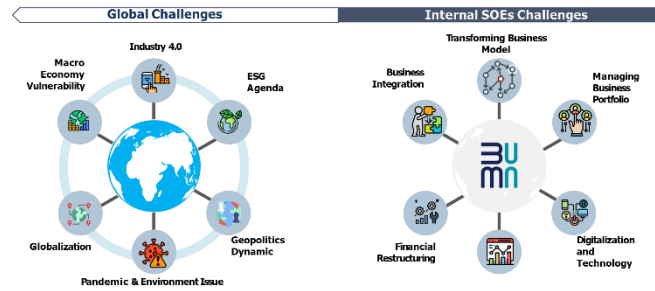 Global Challenges
Industry 4.0
Macro
Economy
Vulnerability
ESG
Agenda
Globalization
Geopolitics
Dynamic
Pandemic & Environment Issue
Internal SOEs Challenges
Transforming Business
Model
Business
Integration
Managing
Business
Portfolio
BUMN
Financial
Restructuring
Digitalization
and
Technology